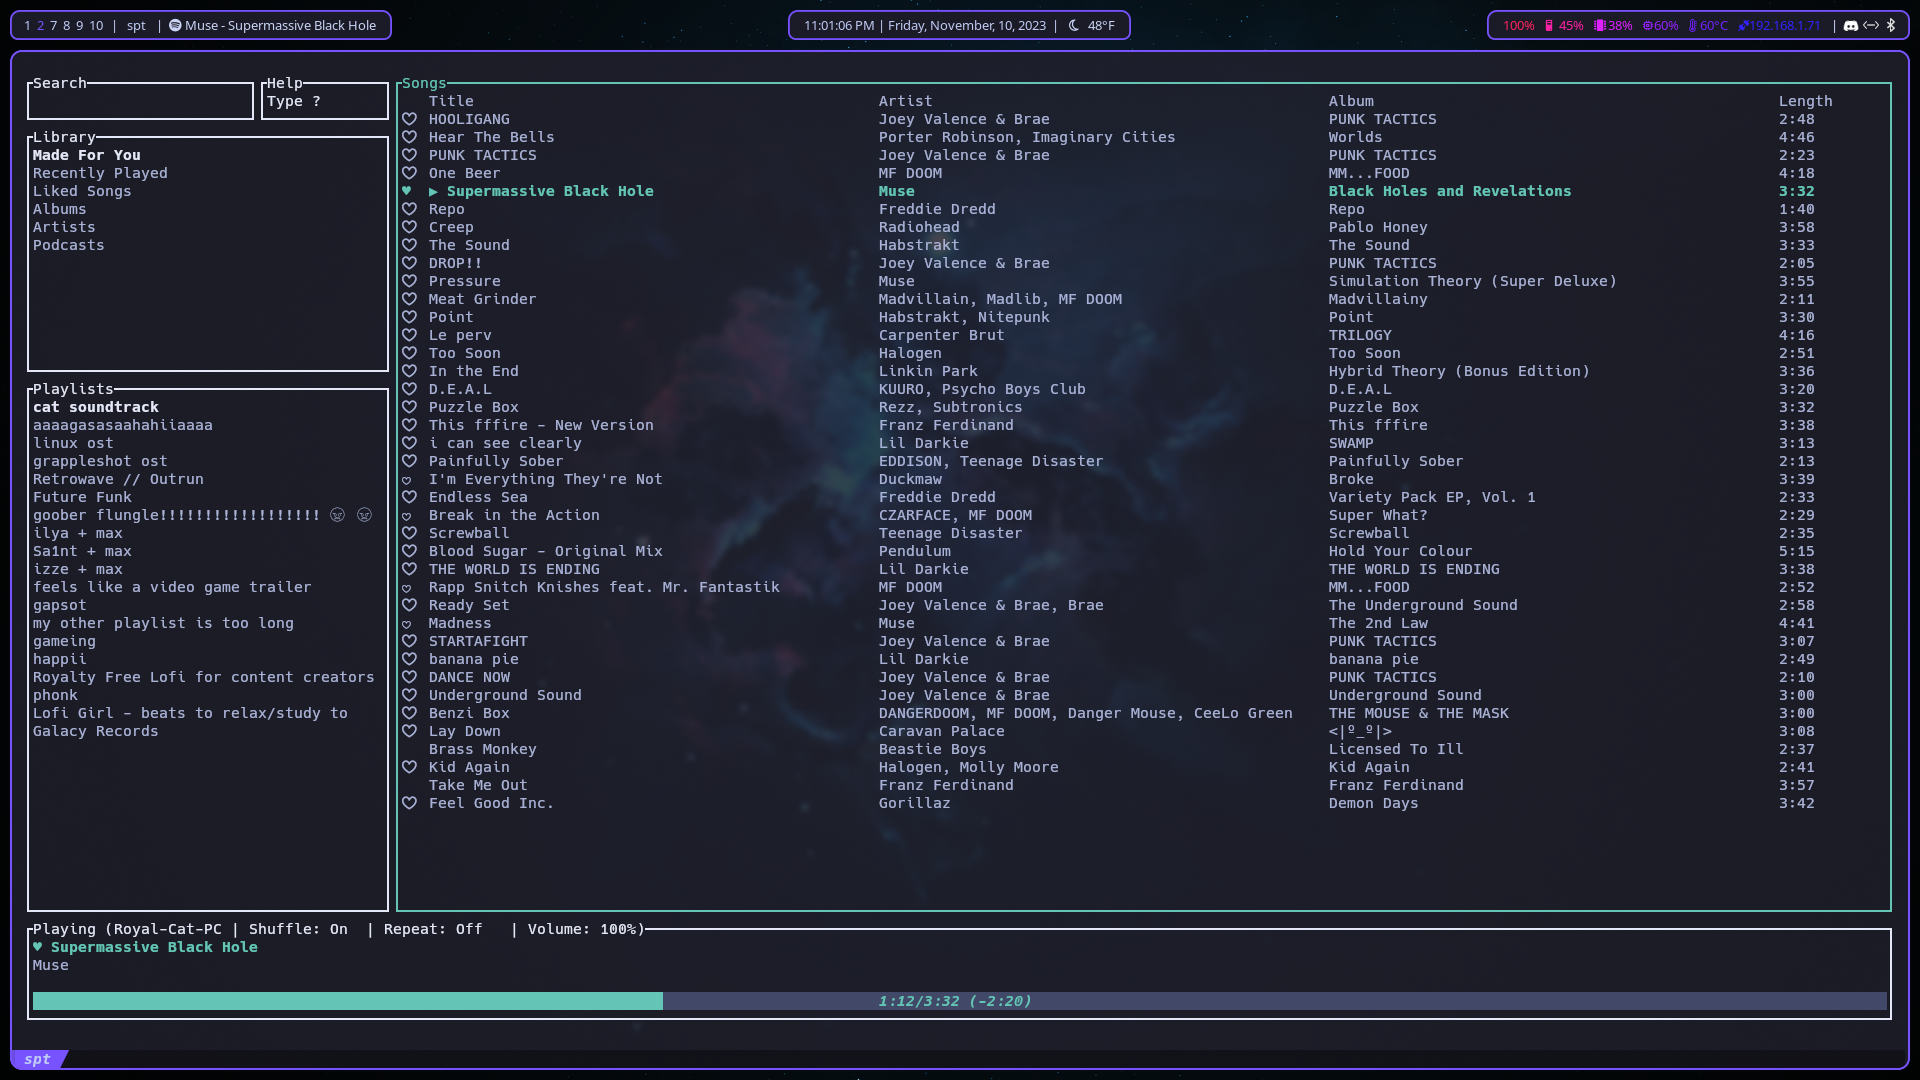 1 2 7 8 9 10 | spt | Muse - Supermassive Black Hole
11:01:06 PM | Friday, November, 10, 2023 | 48°F
100% 45% 38% 60% 60°C 192.168.1.71 |
Search
Help
Type ?
Library
Made For You
Recently Played
Liked Songs
Albums
Artists
Podcasts
Playlists
cat soundtrack
aaaagasasaahahiiaaaa
linux ost
grappleshot ost
Retrowave // Outrun
Future Funk
goober flungle!!!!!!!!!!!!!!!!!!
ilya + max
Sa1nt + max
izze + max
feels like a video game trailer
gapsot
my other playlist is too long
gameing
happii
Royalty Free Lofi for content creators
phonk
Lofi Girl - beats to relax/study to
Galacy Records
Songs
Title Artist Album Length
♡ HOOLIGANG Joey Valence & Brae PUNK TACTICS 2:48
♡ Hear The Bells Porter Robinson, Imaginary Cities Worlds 4:46
♡ PUNK TACTICS Joey Valence & Brae PUNK TACTICS 2:23
♡ One Beer MF DOOM MM...FOOD 4:18
♥ ▶ Supermassive Black Hole Muse Black Holes and Revelations 3:32
♡ Repo Freddie Dredd Repo 1:40
♡ Creep Radiohead Pablo Honey 3:58
♡ The Sound Habstrakt The Sound 3:33
♡ DROP!! Joey Valence & Brae PUNK TACTICS 2:05
♡ Pressure Muse Simulation Theory (Super Deluxe) 3:55
♡ Meat Grinder Madvillain, Madlib, MF DOOM Madvillainy 2:11
♡ Point Habstrakt, Nitepunk Point 3:30
♡ Le perv Carpenter Brut TRILOGY 4:16
♡ Too Soon Halogen Too Soon 2:51
♡ In the End Linkin Park Hybrid Theory (Bonus Edition) 3:36
♡ D.E.A.L KUURO, Psycho Boys Club D.E.A.L 3:20
♡ Puzzle Box Rezz, Subtronics Puzzle Box 3:32
♡ This fffire - New Version Franz Ferdinand This fffire 3:38
♡ i can see clearly Lil Darkie SWAMP 3:13
♡ Painfully Sober EDDISON, Teenage Disaster Painfully Sober 2:13
♡ I'm Everything They're Not Duckmaw Broke 3:39
♡ Endless Sea Freddie Dredd Variety Pack EP, Vol. 1 2:33
♡ Break in the Action CZARFACE, MF DOOM Super What? 2:29
♡ Screwball Teenage Disaster Screwball 2:35
♡ Blood Sugar - Original Mix Pendulum Hold Your Colour 5:15
♡ THE WORLD IS ENDING Lil Darkie THE WORLD IS ENDING 3:38
♡ Rapp Snitch Knishes feat. Mr. Fantastik MF DOOM MM...FOOD 2:52
♡ Ready Set Joey Valence & Brae, Brae The Underground Sound 2:58
♡ Madness Muse The 2nd Law 4:41
♡ STARTAFIGHT Joey Valence & Brae PUNK TACTICS 3:07
♡ banana pie Lil Darkie banana pie 2:49
♡ DANCE NOW Joey Valence & Brae PUNK TACTICS 2:10
♡ Underground Sound Joey Valence & Brae Underground Sound 3:00
♡ Benzi Box DANGERDOOM, MF DOOM, Danger Mouse, CeeLo Green THE MOUSE & THE MASK 3:00
♡ Lay Down Caravan Palace <|º_º|> 3:08
Brass Monkey Beastie Boys Licensed To Ill 2:37
♡ Kid Again Halogen, Molly Moore Kid Again 2:41
Take Me Out Franz Ferdinand Franz Ferdinand 3:57
♡ Feel Good Inc. Gorillaz Demon Days 3:42
Playing (Royal-Cat-PC | Shuffle: On | Repeat: Off | Volume: 100%)
♥ Supermassive Black Hole
Muse
1:12/3:32 (-2:20)
spt